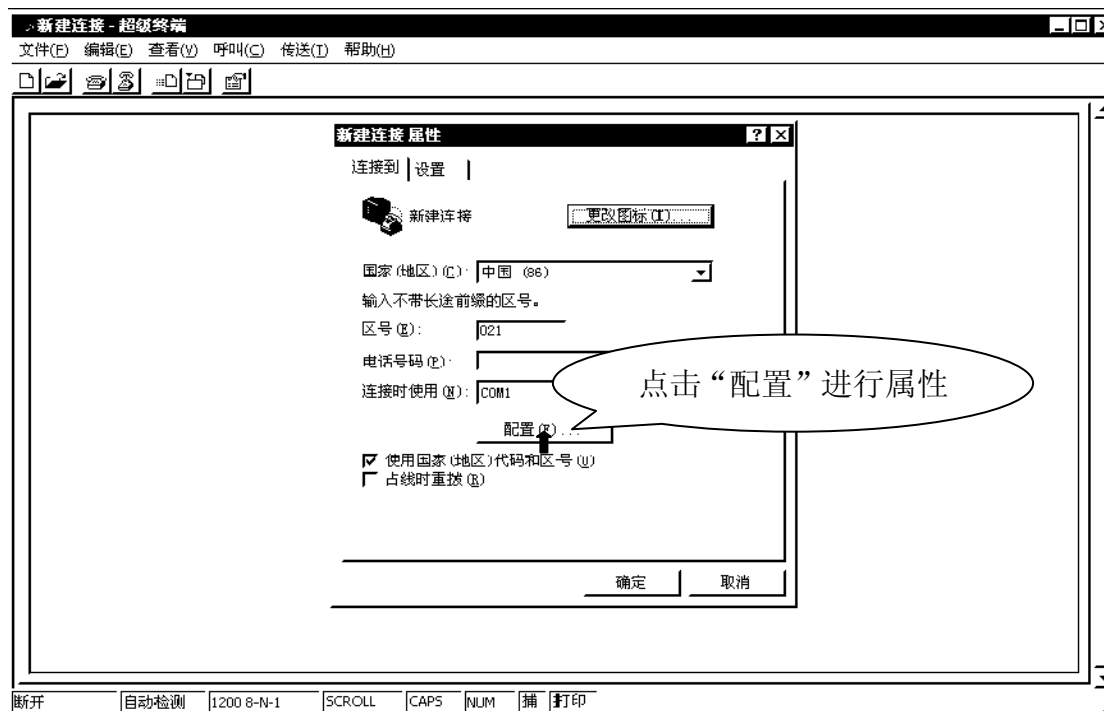 新建连接 - 超级终端
文件(F) 编辑(E) 查看(V) 呼叫(C) 传送(T) 帮助(H)
新建连接 属性
连接到 设置
新建连接 更改图标(I)...
国家(地区)(C): 中国 (86)
输入不带长途前缀的区号。
区号(E): 021
电话号码(P):
连接时使用(N): COM1
点击“配置”进行属性
配置(F)...
使用国家(地区)代码和区号(U)
占线时重拨(R)
确定 取消
断开 自动检测 1200 8-N-1 SCROLL CAPS NUM 捕 打印